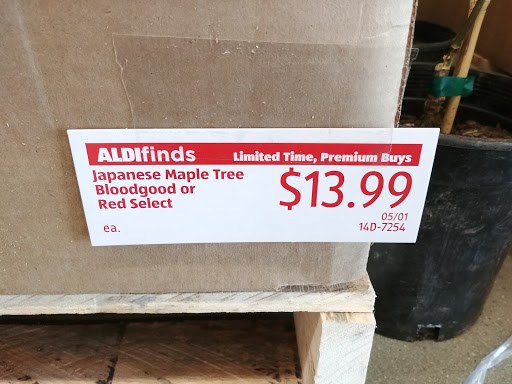 ALDIfinds Limited Time, Premium Buys
Japanese Maple Tree
Bloodgood or
Red Select
$13.99
05/01
ea.
14D-7254